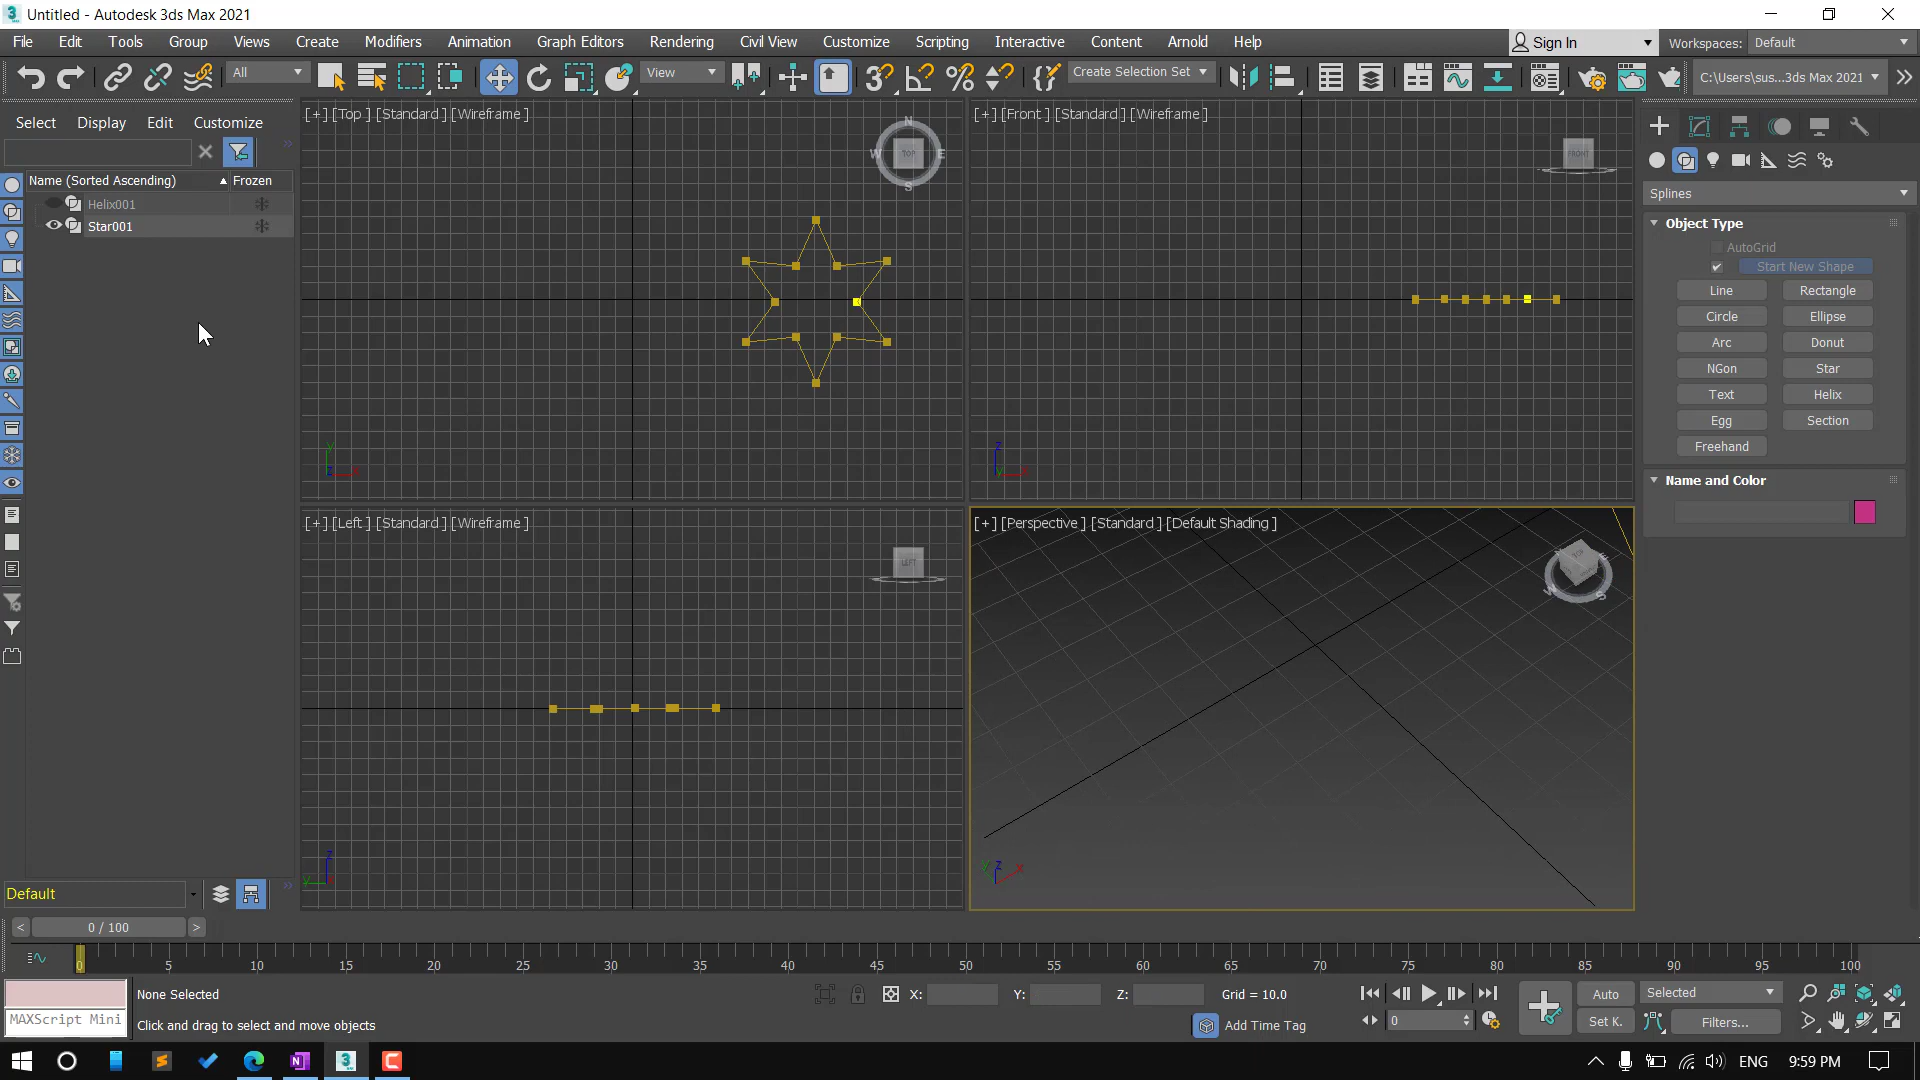 Untitled - Autodesk 3ds Max 2021
File Edit Tools Group Views Create Modifiers Animation Graph Editors Rendering Civil View Customize Scripting Interactive Content Arnold Help
Sign In
Workspaces: Default
All
View
Create Selection Set
C:\Users\sus...3ds Max 2021
Select Display Edit Customize
Name (Sorted Ascending) Frozen
Helix001
Star001
[+] [Top ] [Standard ] [Wireframe ]
N
W TOP E
S
y
z x
[+] [Front ] [Standard ] [Wireframe ]
FRONT
z
y x
[+] [Left ] [Standard ] [Wireframe ]
LEFT
z
y
[+] [Perspective ] [Standard ] [Default Shading ]
TOP
W S
y z x
Splines
Object Type
AutoGrid
Start New Shape
Line Rectangle
Circle Ellipse
Arc Donut
NGon Star
Text Helix
Egg Section
Freehand
Name and Color
Default
< 0 / 100 >
0 5 10 15 20 25 30 35 40 45 50 55 60 65 70 75 80 85 90 95 100
MAXScript Mini
None Selected
Click and drag to select and move objects
X: Y: Z: Grid = 10.0
Add Time Tag
0
Auto Selected
Set K. Filters...
ENG 9:59 PM